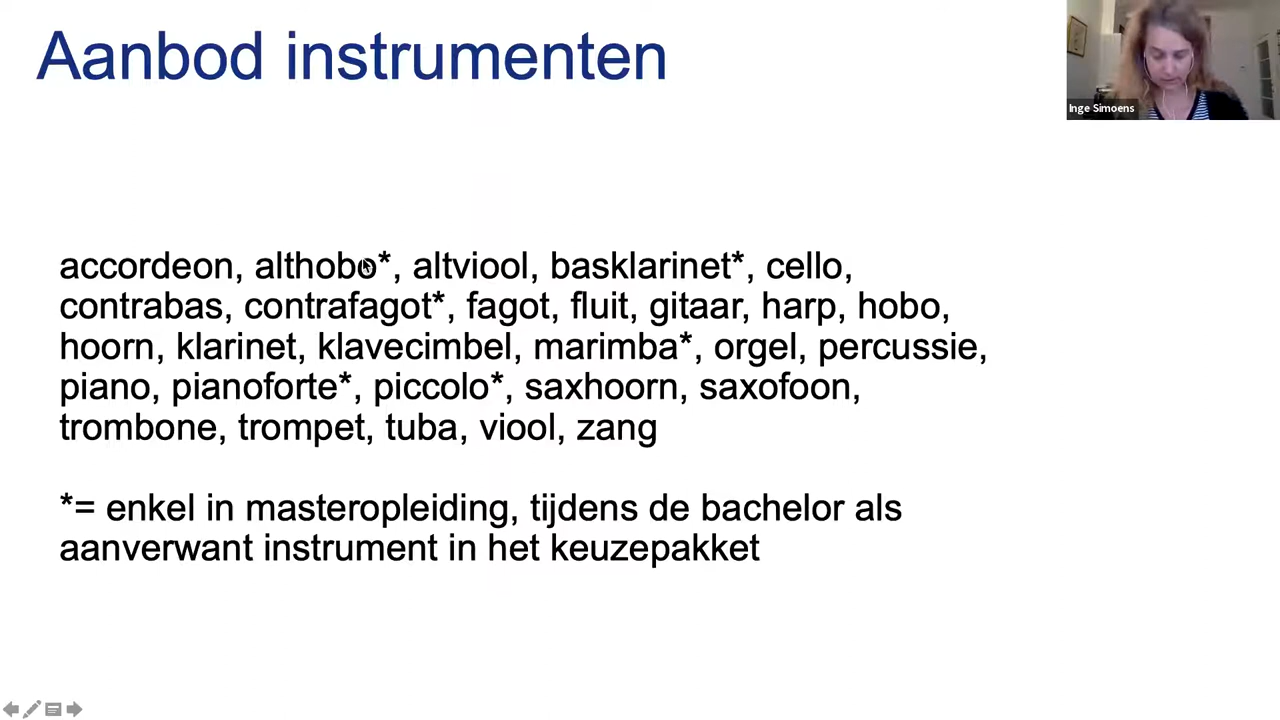 Aanbod instrumenten
Inge Simoens
accordeon, althobo*, altviool, basklarinet*, cello,
contrabas, contrafagot*, fagot, fluit, gitaar, harp, hobo,
hoorn, klarinet, klavecimbel, marimba*, orgel, percussie,
piano, pianoforte*, piccolo*, saxhoorn, saxofoon,
trombone, trompet, tuba, viool, zang
*= enkel in masteropleiding, tijdens de bachelor als
aanverwant instrument in het keuzepakket